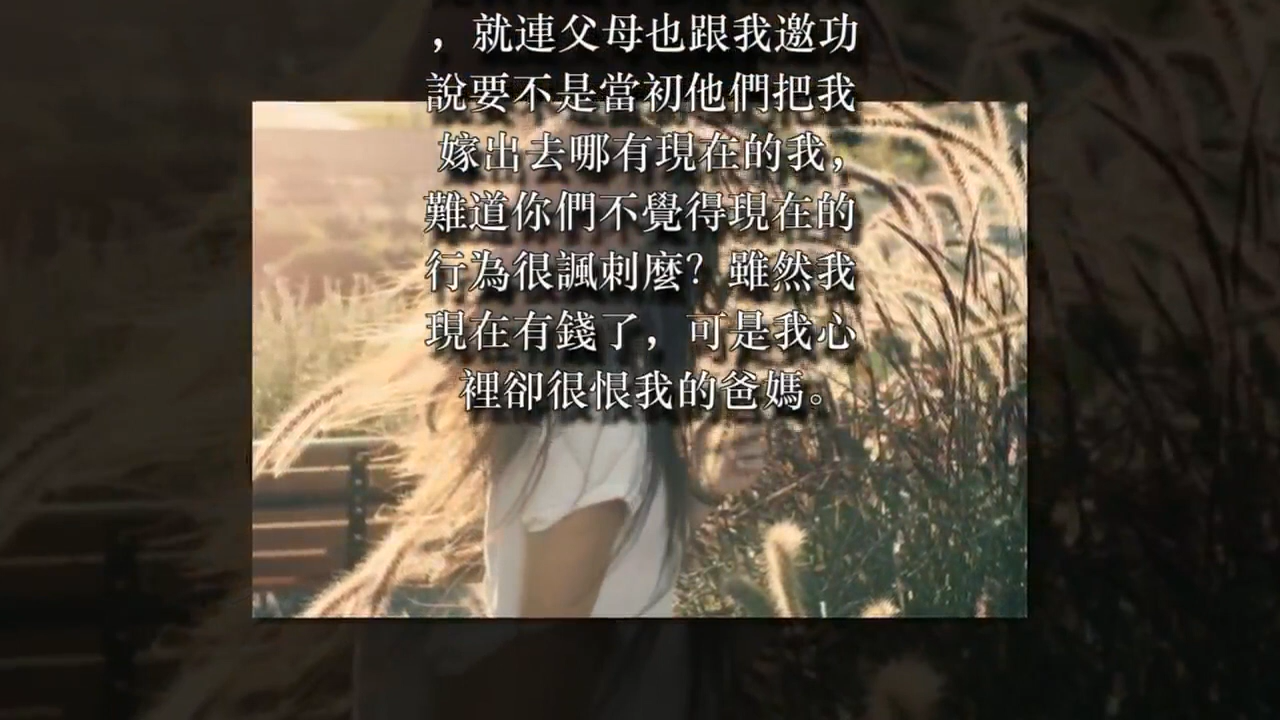 ，就連父母也跟我邀功
說要不是當初他們把我
嫁出去哪有現在的我，
難道你們不覺得現在的
行為很諷刺麼？雖然我
現在有錢了，可是我心
裡卻很恨我的爸媽。